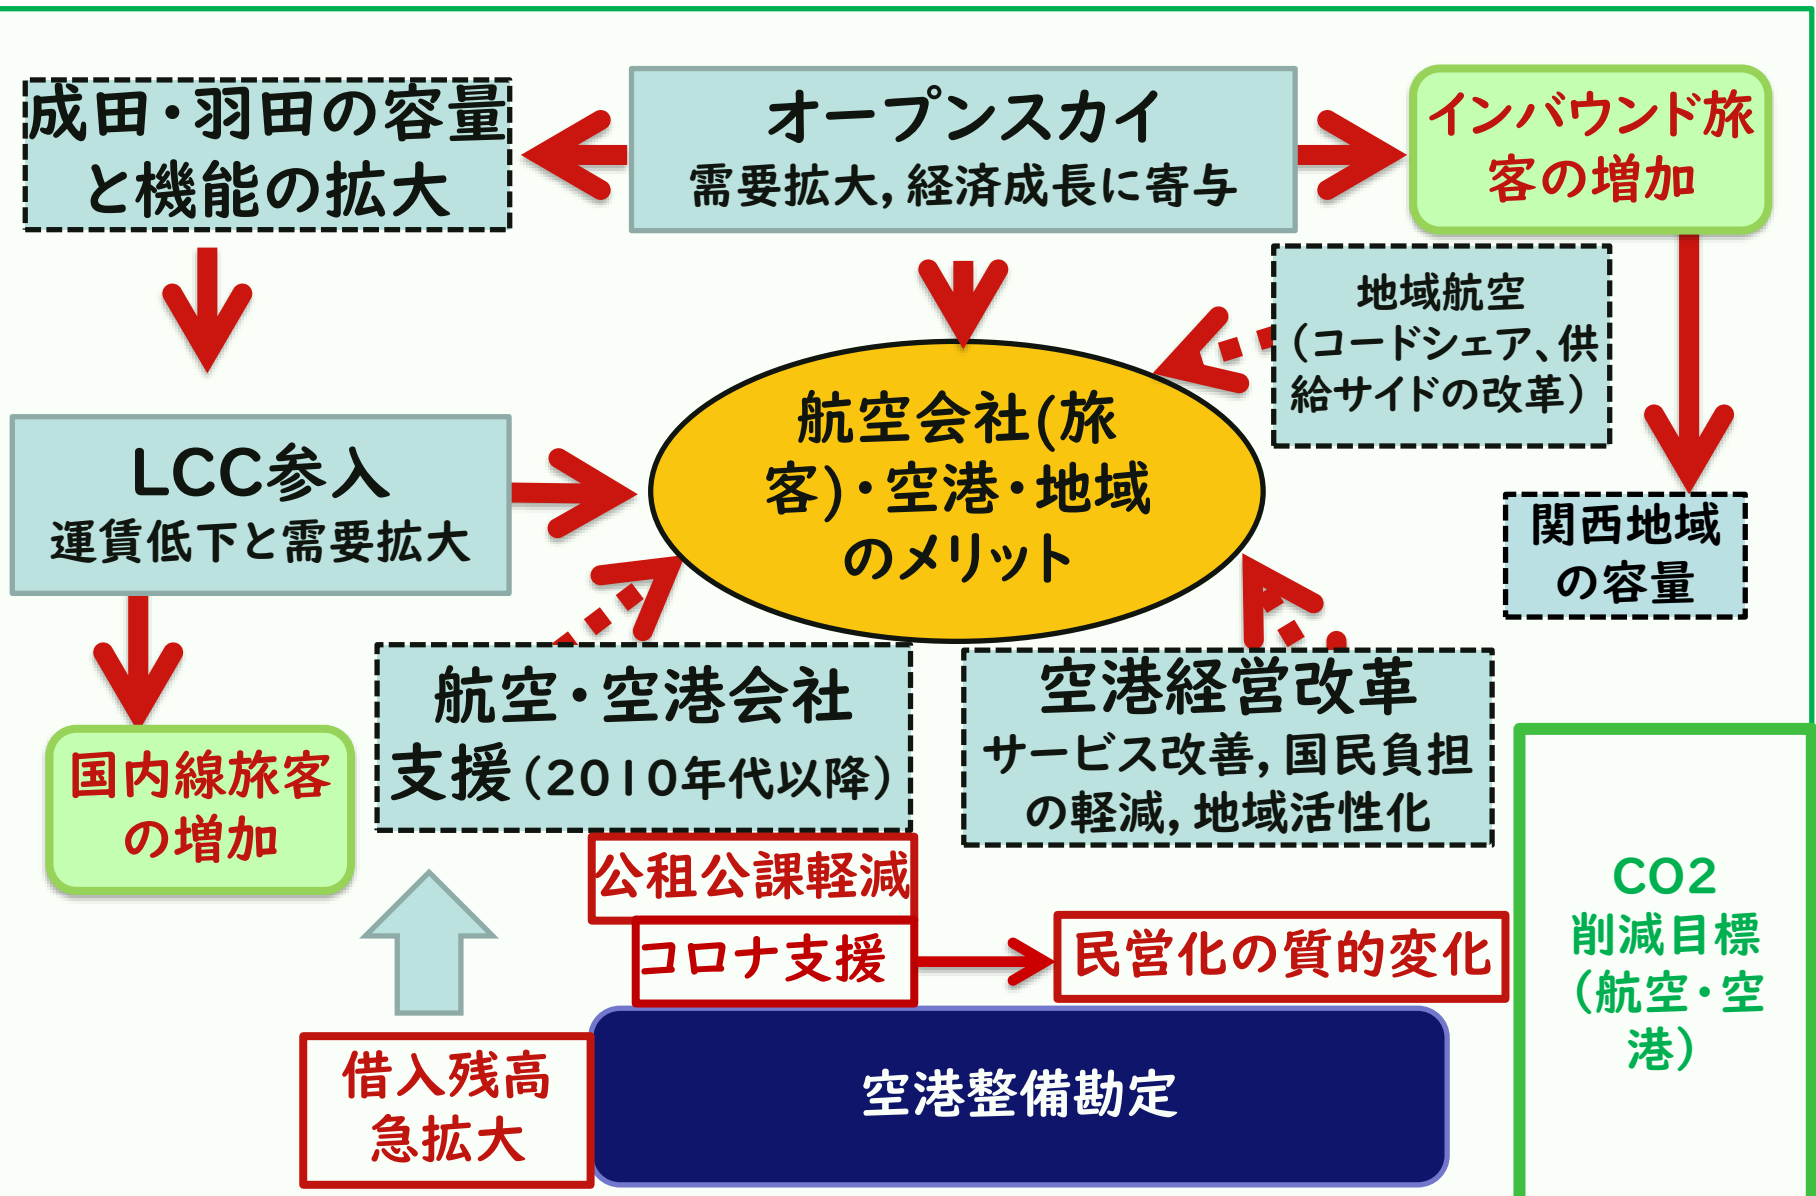 成田・羽田の容量
と機能の拡大
オープンスカイ
需要拡大,経済成長に寄与
インバウンド旅
客の増加
地域航空
(コードシェア、供
給サイドの改革)
航空会社(旅
客)・空港・地域
のメリット
LCC参入
運賃低下と需要拡大
関西地域
の容量
航空・空港会社
支援(2010年代以降)
空港経営改革
サービス改善,国民負担
の軽減,地域活性化
国内線旅客
の増加
公租公課軽減
コロナ支援
民営化の質的変化
CO2
削減目標
(航空・空
港)
借入残高
急拡大
空港整備勘定